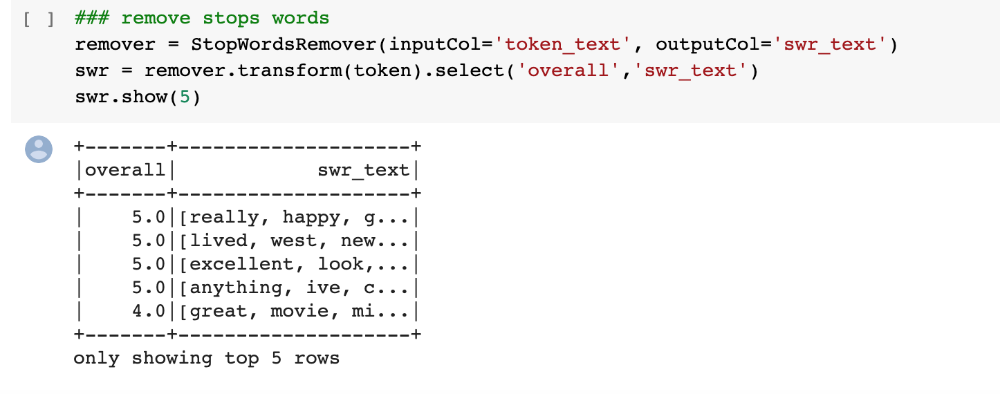 [ ] ### remove stops words
remover = StopWordsRemover(inputCol='token_text', outputCol='swr_text')
swr = remover.transform(token).select('overall','swr_text')
swr.show(5)
+-------+--------------------+
|overall|            swr_text|
+-------+--------------------+
|    5.0|[really, happy, g...|
|    5.0|[lived, west, new...|
|    5.0|[excellent, look,...|
|    5.0|[anything, ive, c...|
|    4.0|[great, movie, mi...|
+-------+--------------------+
only showing top 5 rows